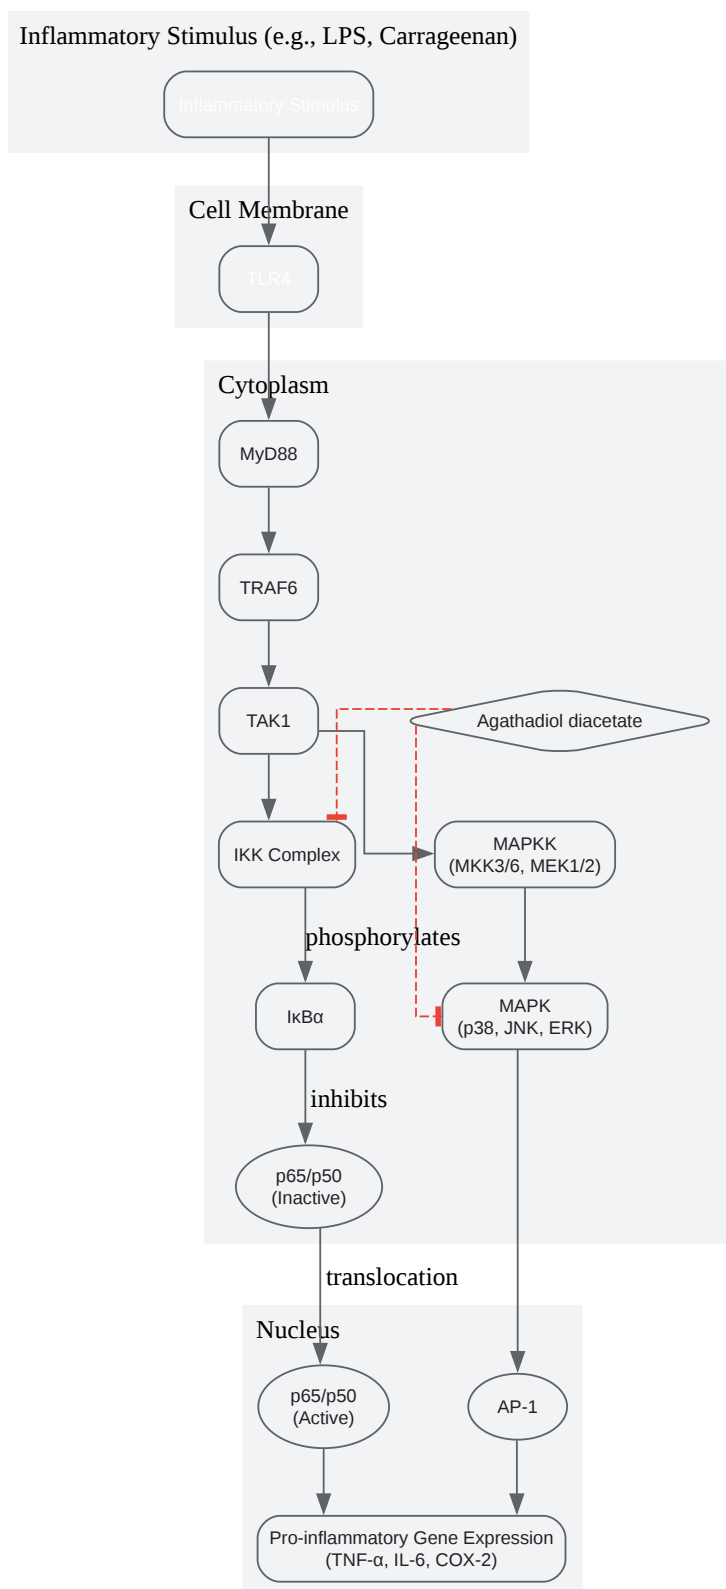 Inflammatory Stimulus (e.g., LPS, Carrageenan)
Inflammatory Stimulus
Cell Membrane
TLR4
Cytoplasm
MyD88
TRAF6
TAK1
Agathadiol diacetate
IKK Complex
MAPKK
(MKK3/6, MEK1/2)
phosphorylates
IκBα
MAPK
(p38, JNK, ERK)
inhibits
p65/p50
(Inactive)
translocation
Nucleus
p65/p50
(Active)
AP-1
Pro-inflammatory Gene Expression
(TNF-α, IL-6, COX-2)